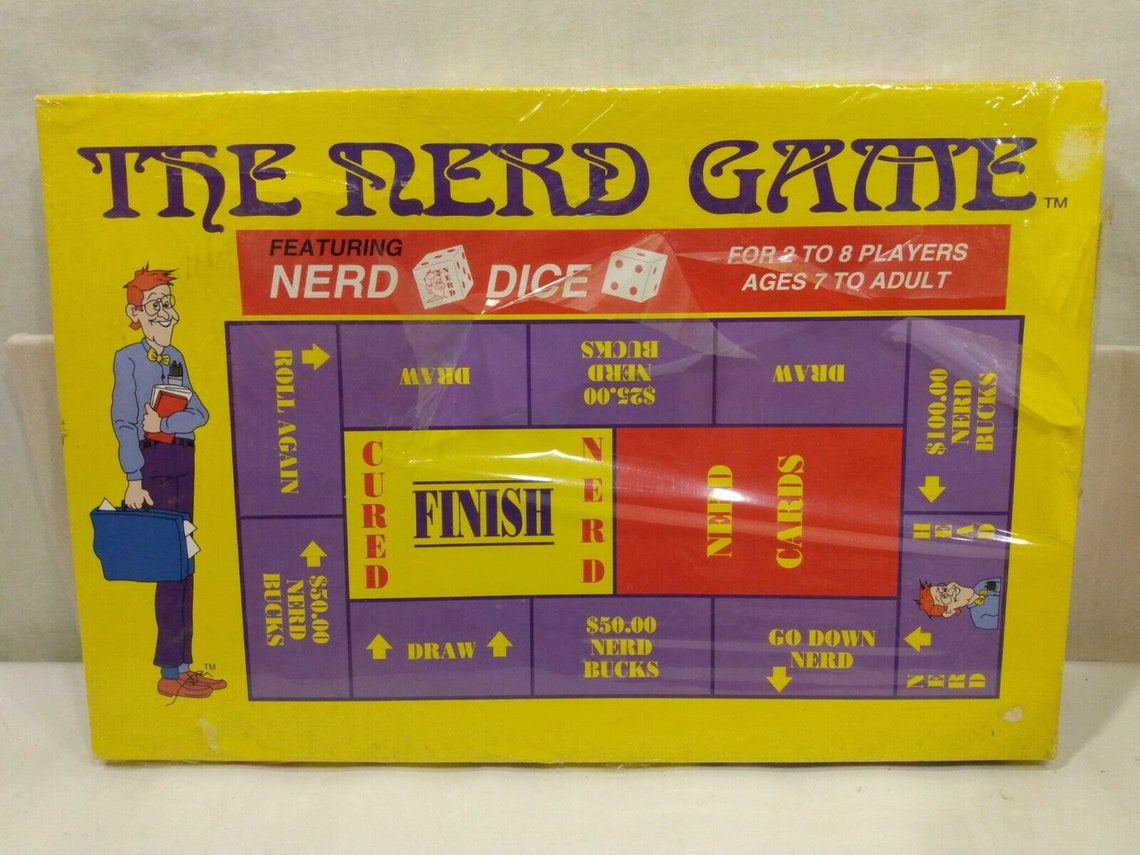 THE NERD GAME™
FEATURING
NERD DICE
NERD
FOR 2 TO 8 PLAYERS
AGES 7 TO ADULT
ROLL AGAIN
DRAW
$25.00
NERD
BUCKS
DRAW
$100.00
NERD
BUCKS
CURED
FINISH
NERD
NERD
CARDS
HEAD
NERD
$50.00
NERD
BUCKS
DRAW
$50.00
NERD
BUCKS
GO DOWN
NERD
TM